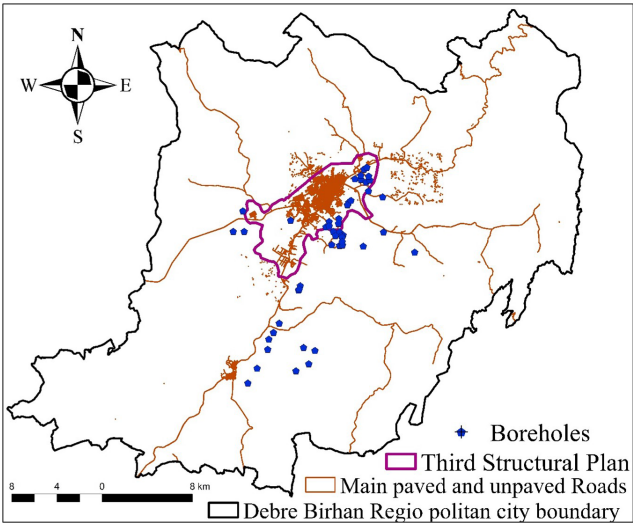 N
W E
S
Boreholes
Third Structural Plan
Main paved and unpaved Roads
Debre Birhan Regio politan city boundary
8 4 0 8 km